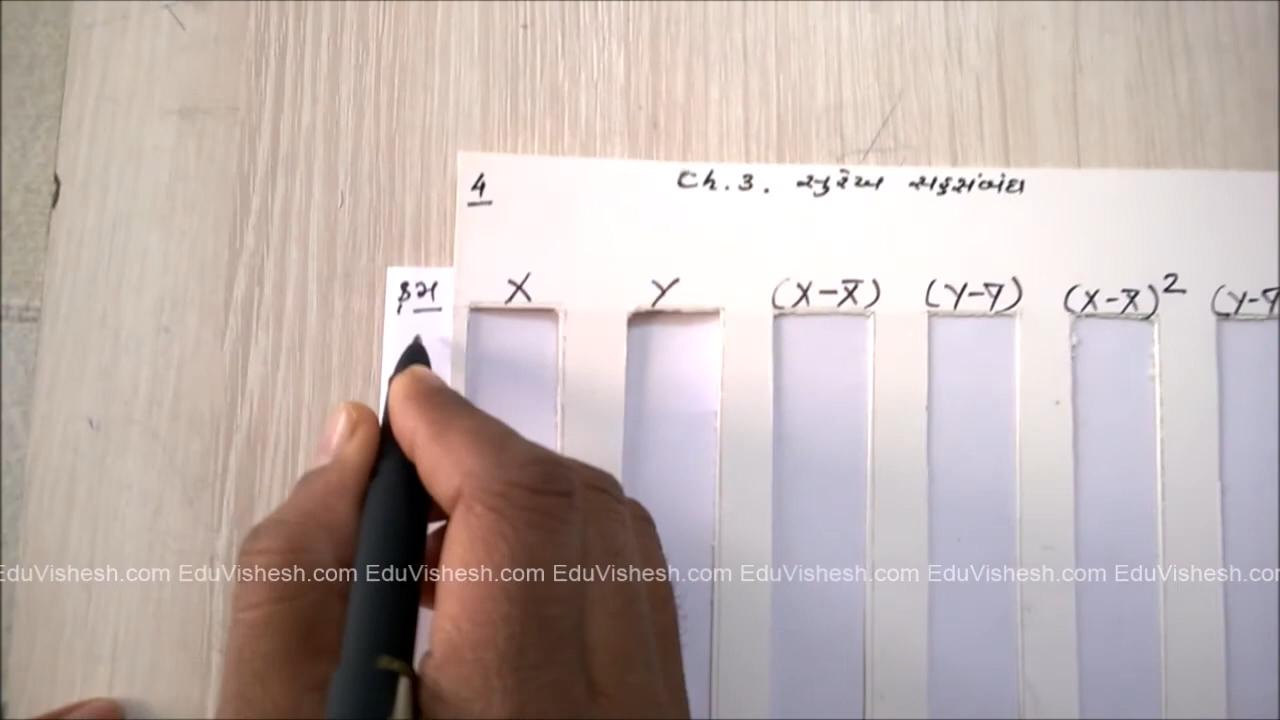 4
Ch. 3. સુરેખ સહસંબંધ
ક્રમ X Y (X-X̅) (Y-Y̅) (X-X̅)² (Y-Y̅
EduVishesh.com EduVishesh.com EduVishesh.com EduVishesh.com EduVishesh.com EduVishesh.com EduVishesh.com